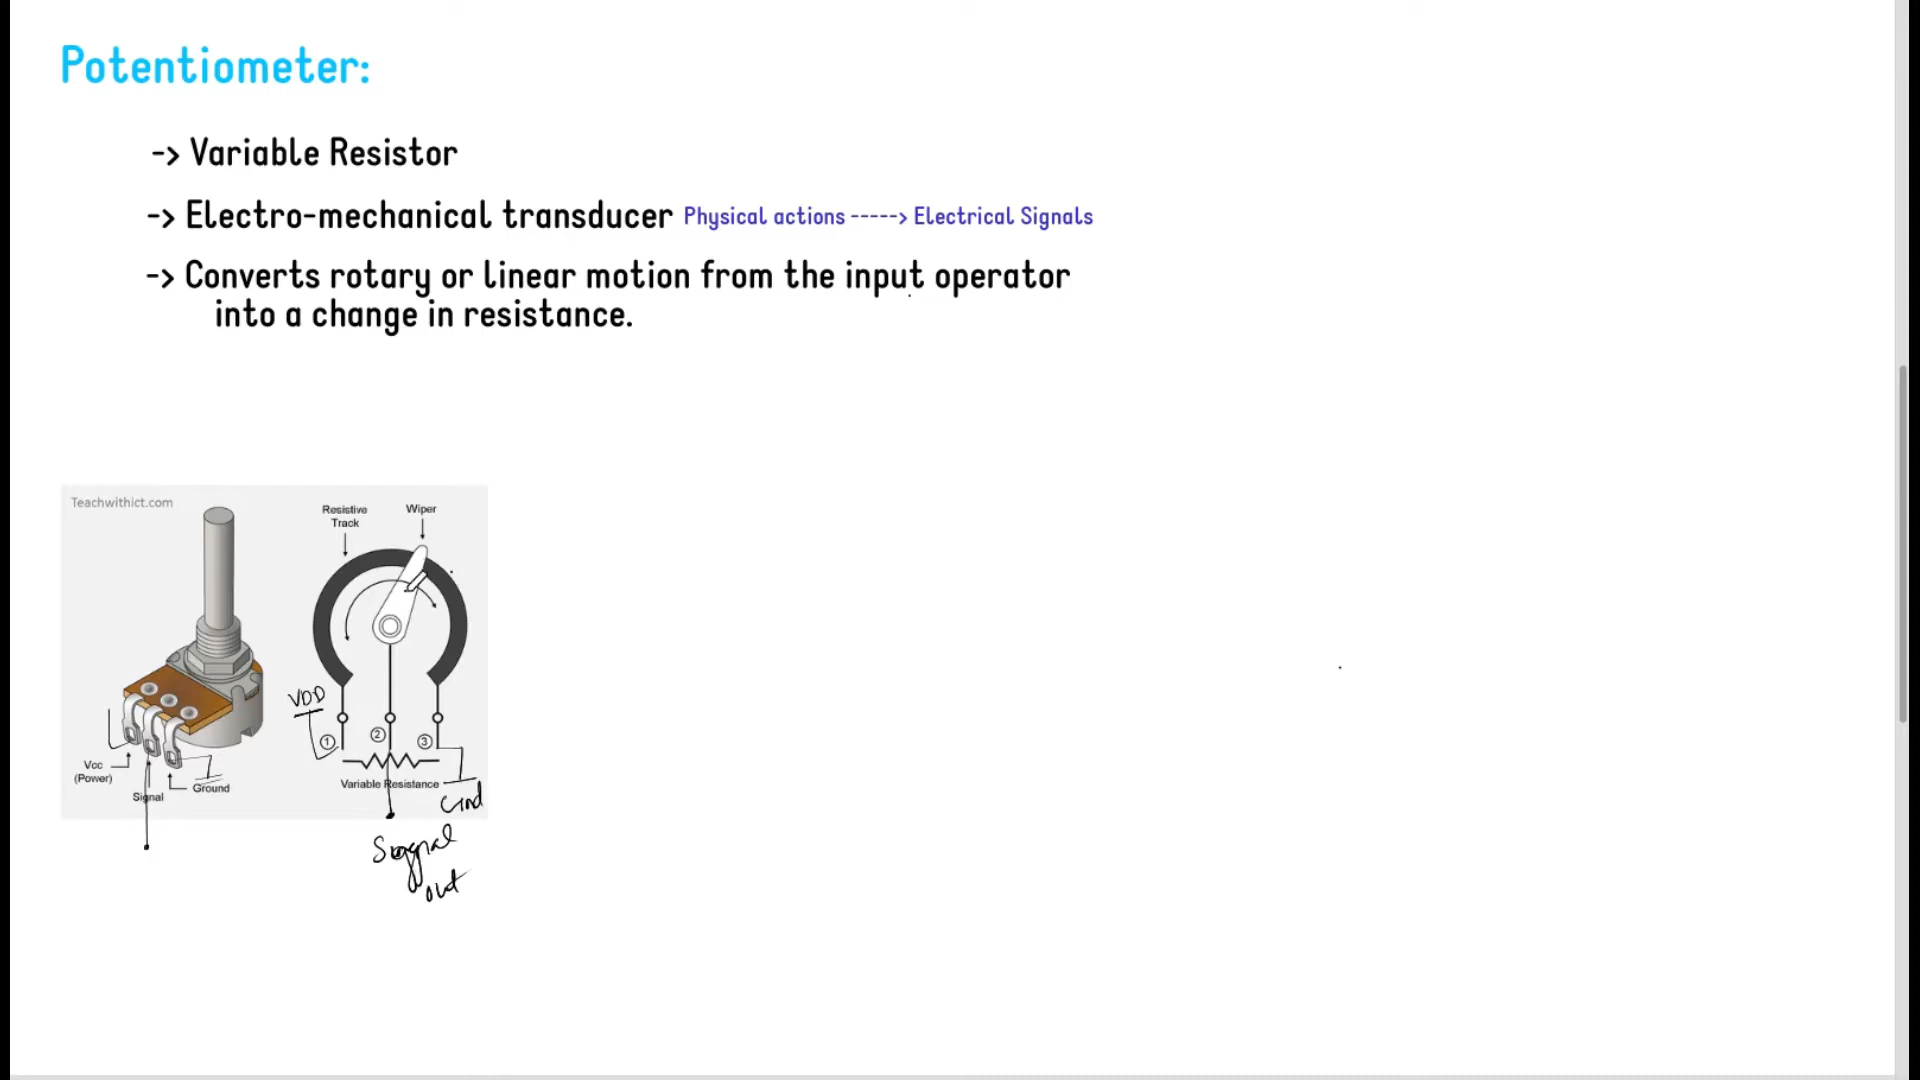 Potentiometer:
-> Variable Resistor
-> Electro-mechanical transducer Physical actions -----> Electrical Signals
-> Converts rotary or linear motion from the input operator
into a change in resistance.
Teachwithict.com
Resistive
Track
Wiper
VDD
1 2 3
Vcc
(Power)
Signal
Ground
Variable Resistance
Gnd
Signal
out